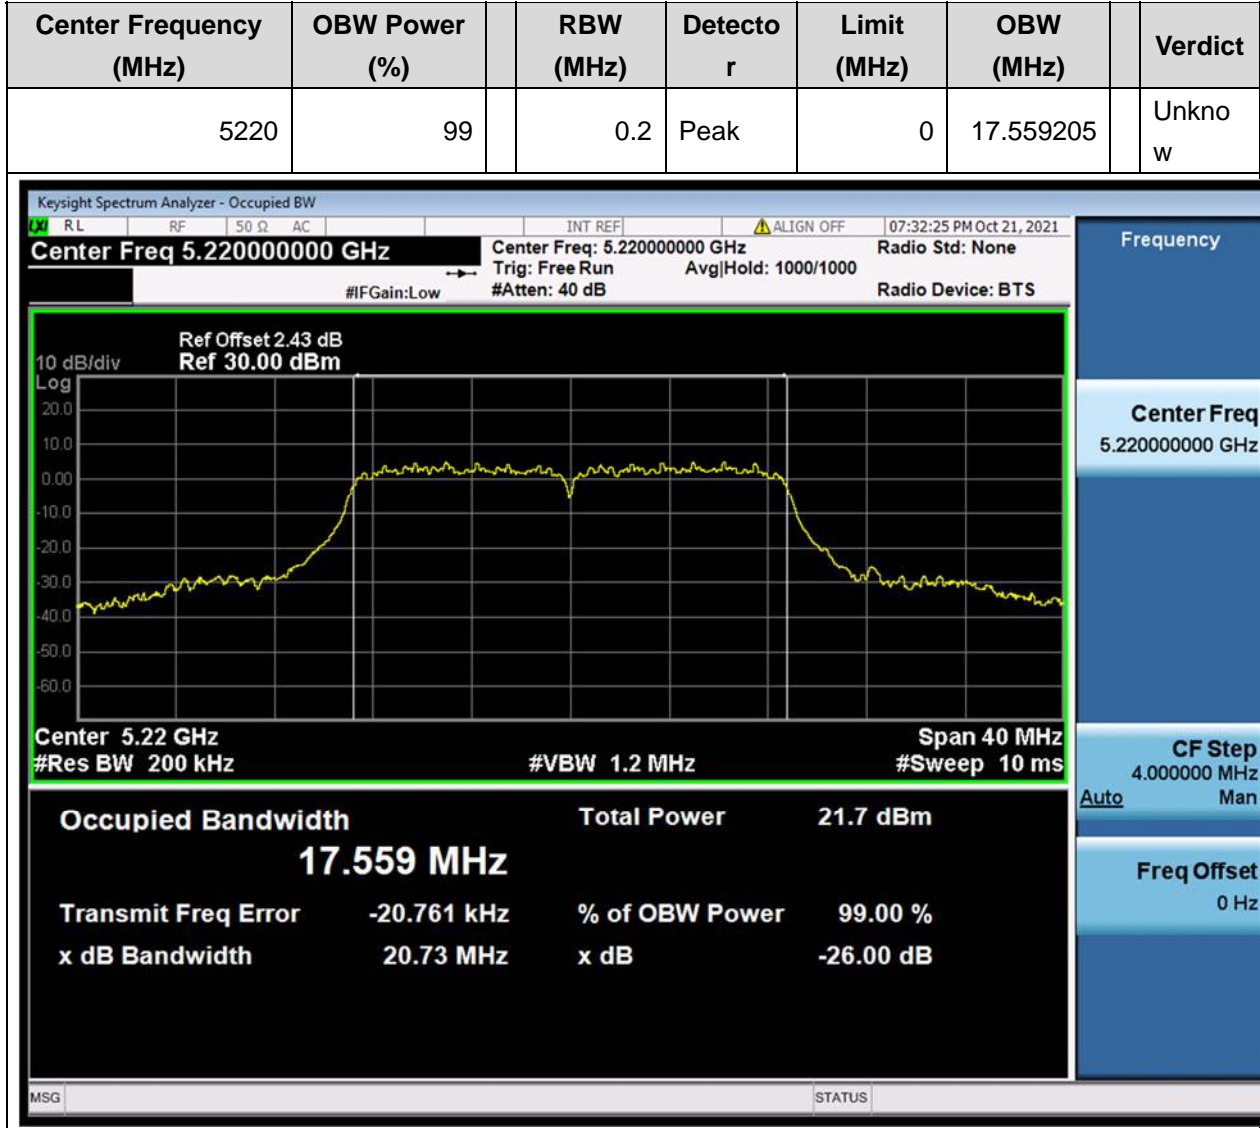 Center Frequency (MHz) OBW Power (%) RBW (MHz) Detecto r Limit (MHz) OBW (MHz) Verdict
5220 99 0.2 Peak 0 17.559205 Unkno w
Keysight Spectrum Analyzer - Occupied BW
LXI RL RF 50 Ω AC INT REF ALIGN OFF 07:32:25 PM Oct 21, 2021
Center Freq 5.220000000 GHz Center Freq: 5.220000000 GHz Radio Std: None
Trig: Free Run Avg|Hold: 1000/1000
#IFGain:Low #Atten: 40 dB Radio Device: BTS
Ref Offset 2.43 dB
10 dB/div Ref 30.00 dBm
Log
20.0
10.0
0.00
-10.0
-20.0
-30.0
-40.0
-50.0
-60.0
Center 5.22 GHz Span 40 MHz
#Res BW 200 kHz #VBW 1.2 MHz #Sweep 10 ms
Occupied Bandwidth Total Power 21.7 dBm
17.559 MHz
Transmit Freq Error -20.761 kHz % of OBW Power 99.00 %
x dB Bandwidth 20.73 MHz x dB -26.00 dB
MSG STATUS
Frequency
Center Freq
5.220000000 GHz
CF Step
4.000000 MHz
Auto Man
Freq Offset
0 Hz